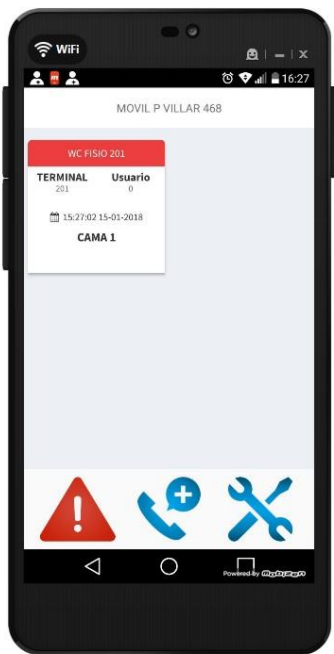 WiFi
16:27
MOVIL P VILLAR 468
WC FISIO 201
TERMINAL Usuario
201 0
15:27:02 15-01-2018
CAMA 1
Powered by Mobizen